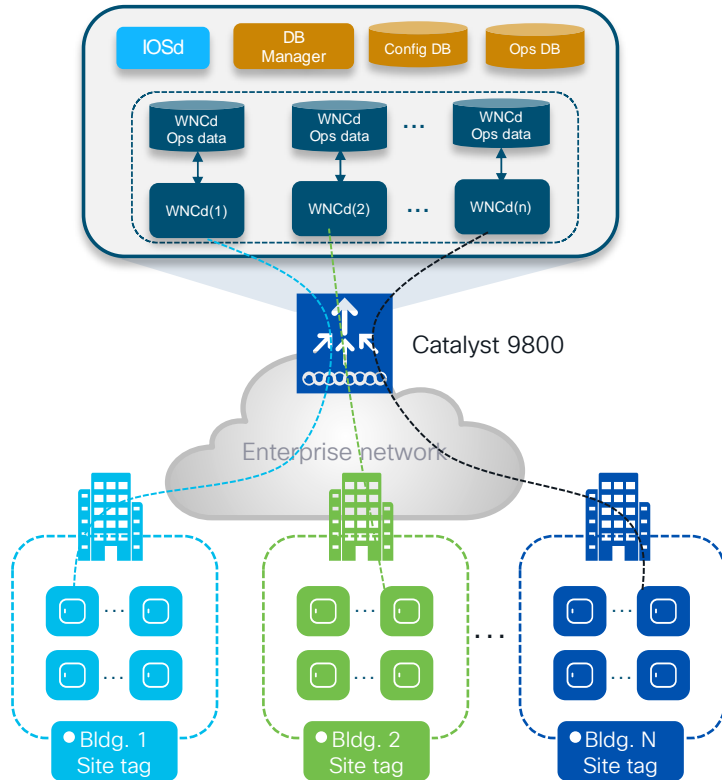 IOSd
DB
Manager
Config DB
Ops DB
WNCd
Ops data
WNCd
Ops data
...
WNCd
Ops data
WNCd(1)
WNCd(2)
...
WNCd(n)
Catalyst 9800
Enterprise network
... ...
... ...
...
... ...
... ...
● Bldg. 1
Site tag
● Bldg. 2
Site tag
● Bldg. N
Site tag